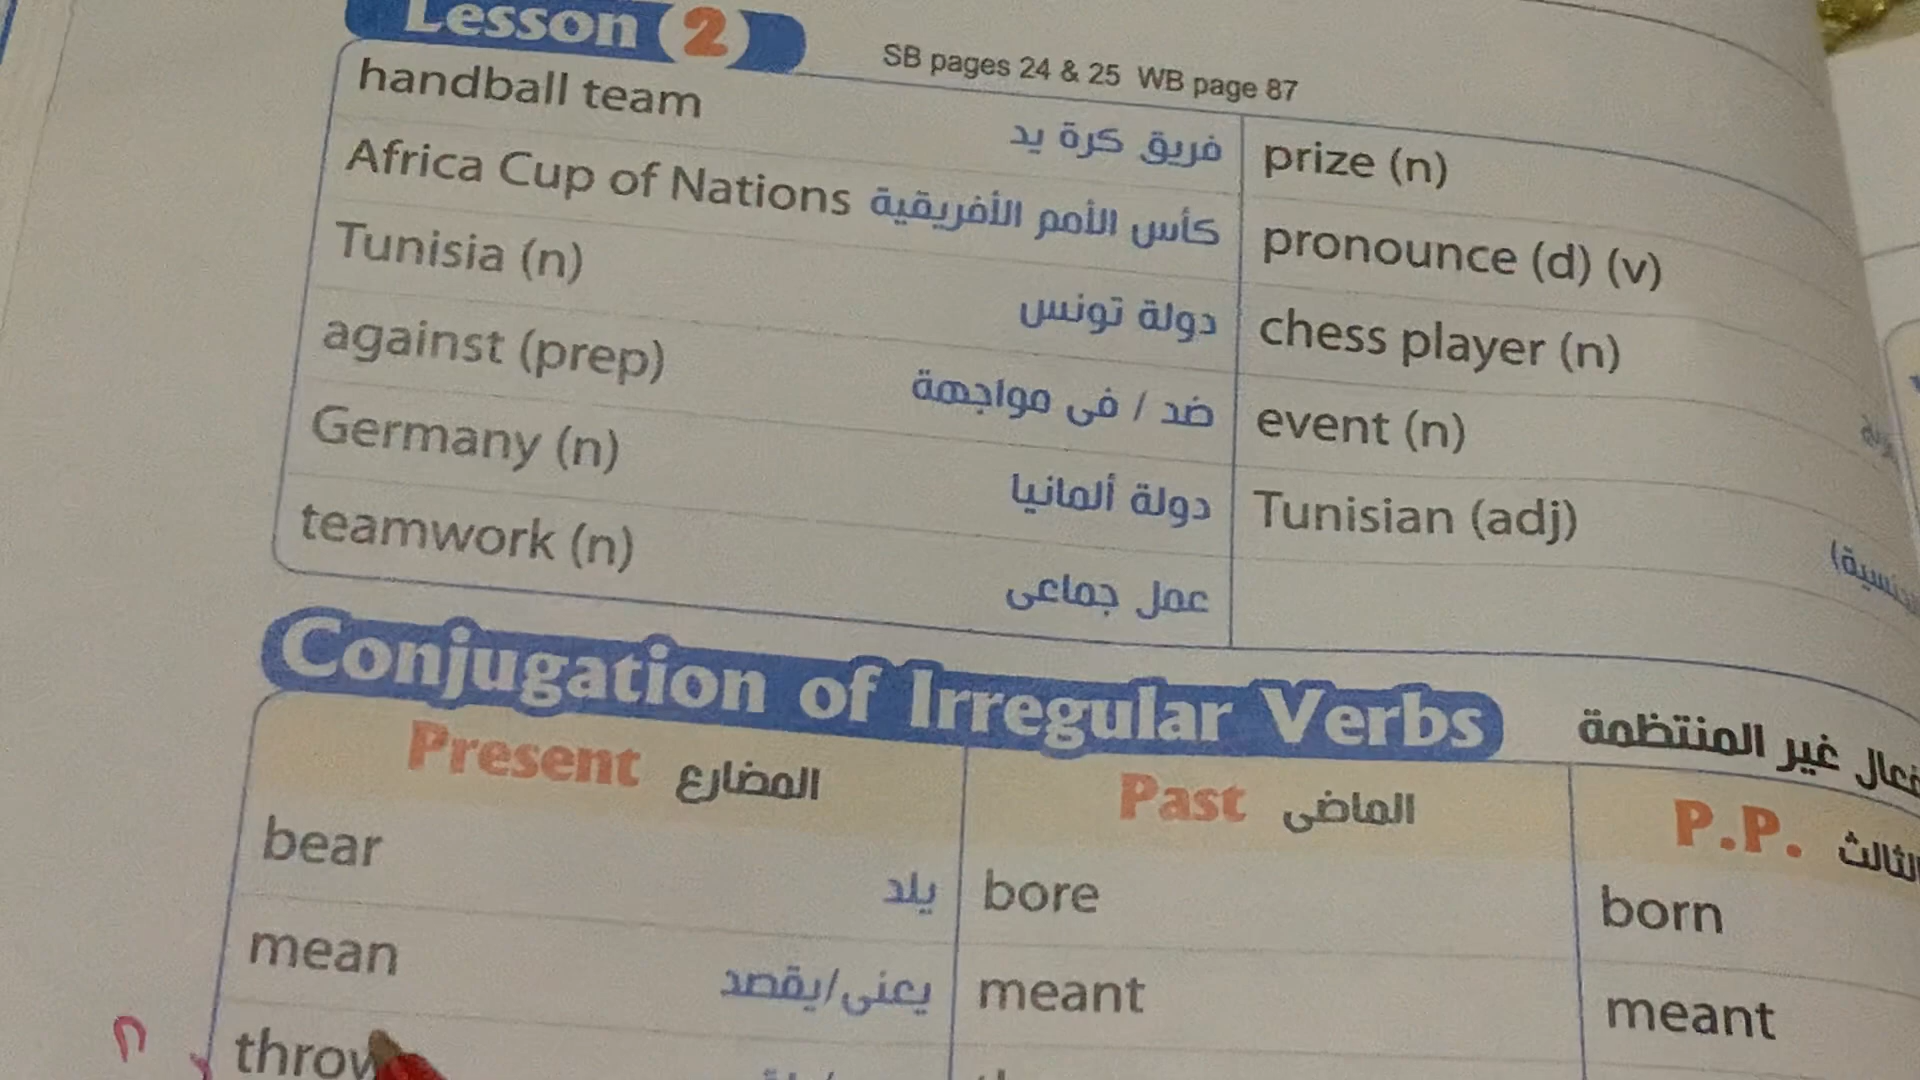 Lesson (2)
SB pages 24 & 25 WB page 87
handball team فريق كرة يد
prize (n)
Africa Cup of Nations كأس الأمم الأفريقية
pronounce (d) (v)
Tunisia (n) دولة تونس
chess player (n)
against (prep) ضد / فى مواجهة
event (n)
Germany (n) دولة ألمانيا
Tunisian (adj)
teamwork (n) عمل جماعى
Conjugation of Irregular Verbs غير المنتظمة
Present المضارع Past الماضى P.P.
bear يلد bore born
mean يعنى/يقصد meant meant